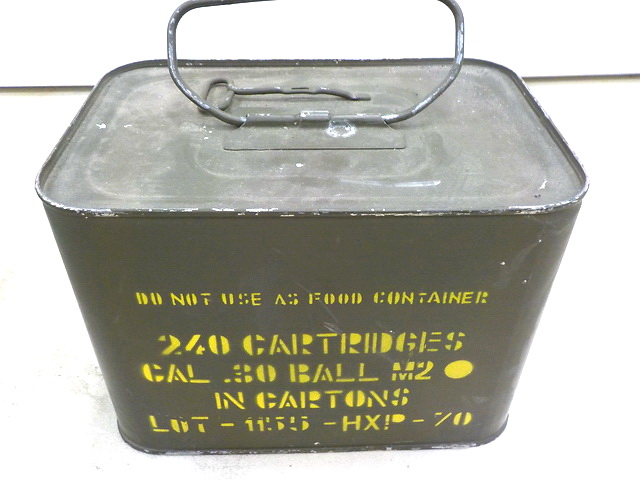 DO NOT USE AS FOOD CONTAINER
240 CARTRIDGES
CAL .30 BALL M2
IN CARTONS
LOT - 1155 - HXP - 70